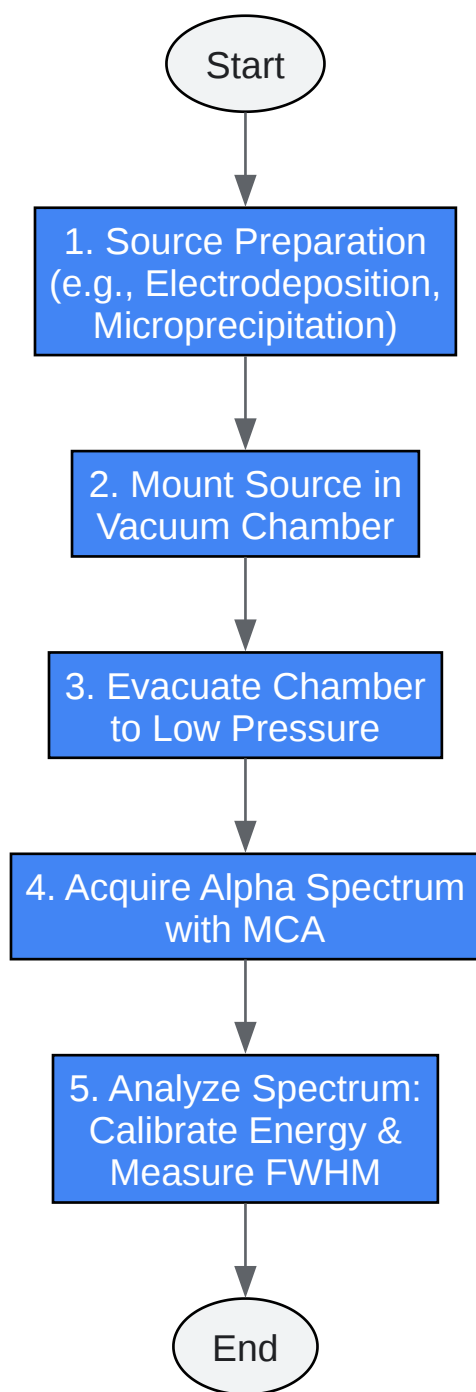 Start
1. Source Preparation
(e.g., Electrodeposition,
Microprecipitation)
2. Mount Source in
Vacuum Chamber
3. Evacuate Chamber
to Low Pressure
4. Acquire Alpha Spectrum
with MCA
5. Analyze Spectrum:
Calibrate Energy &
Measure FWHM
End